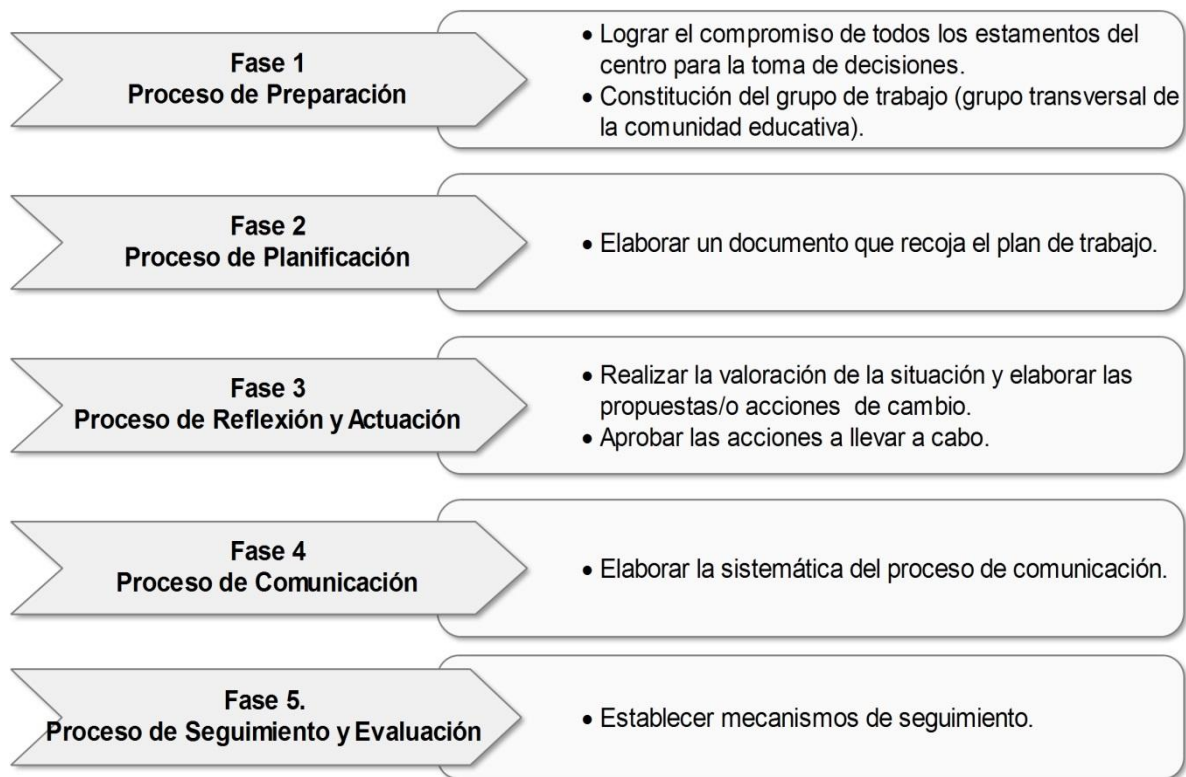 Fase 1
Proceso de Preparación
• Lograr el compromiso de todos los estamentos del
centro para la toma de decisiones.
• Constitución del grupo de trabajo (grupo transversal de
la comunidad educativa).
Fase 2
Proceso de Planificación
• Elaborar un documento que recoja el plan de trabajo.
Fase 3
Proceso de Reflexión y Actuación
• Realizar la valoración de la situación y elaborar las
propuestas/o acciones de cambio.
• Aprobar las acciones a llevar a cabo.
Fase 4
Proceso de Comunicación
• Elaborar la sistemática del proceso de comunicación.
Fase 5.
Proceso de Seguimiento y Evaluación
• Establecer mecanismos de seguimiento.